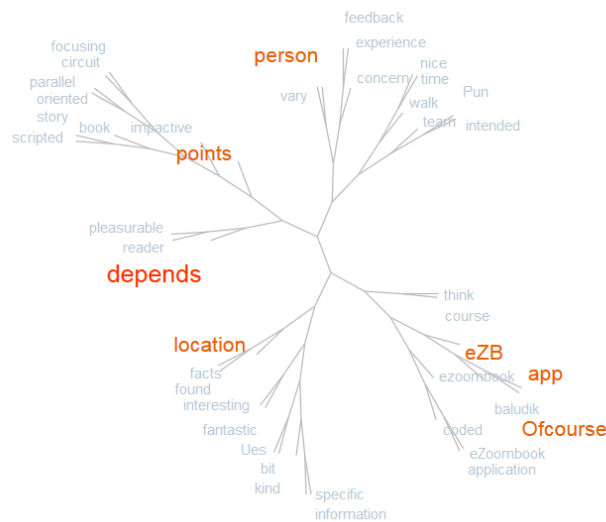 feedback
focusing
experience
circuit
person
nice
concern
time
parallel
vary
Pun
oriented
walk
story
book
impactive
team
intended
scripted
points
pleasurable
reader
depends
think
course
location
eZB
facts
app
ezoombook
found
interesting
baludik
fantastic
coded
Ofcourse
Ues
eZoombook
bit
application
kind
specific
information